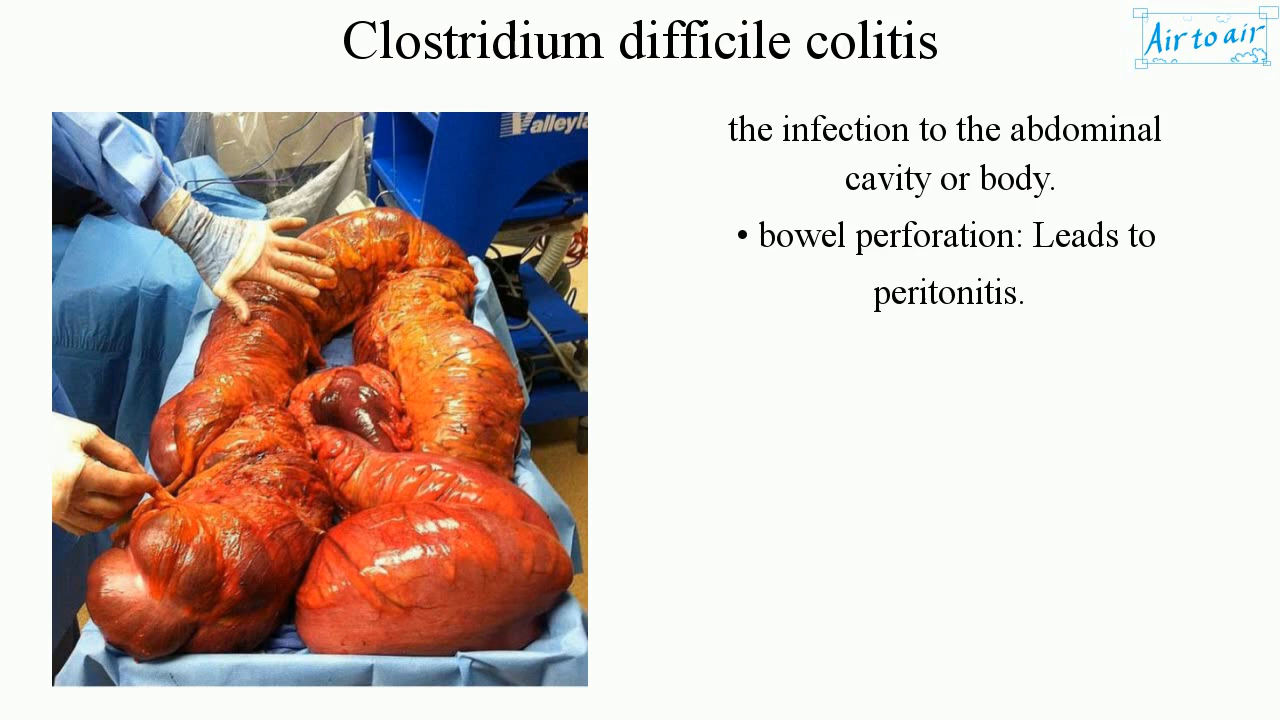 Clostridium difficile colitis
Air to air
Valleyla
the infection to the abdominal
cavity or body.
• bowel perforation: Leads to
peritonitis.